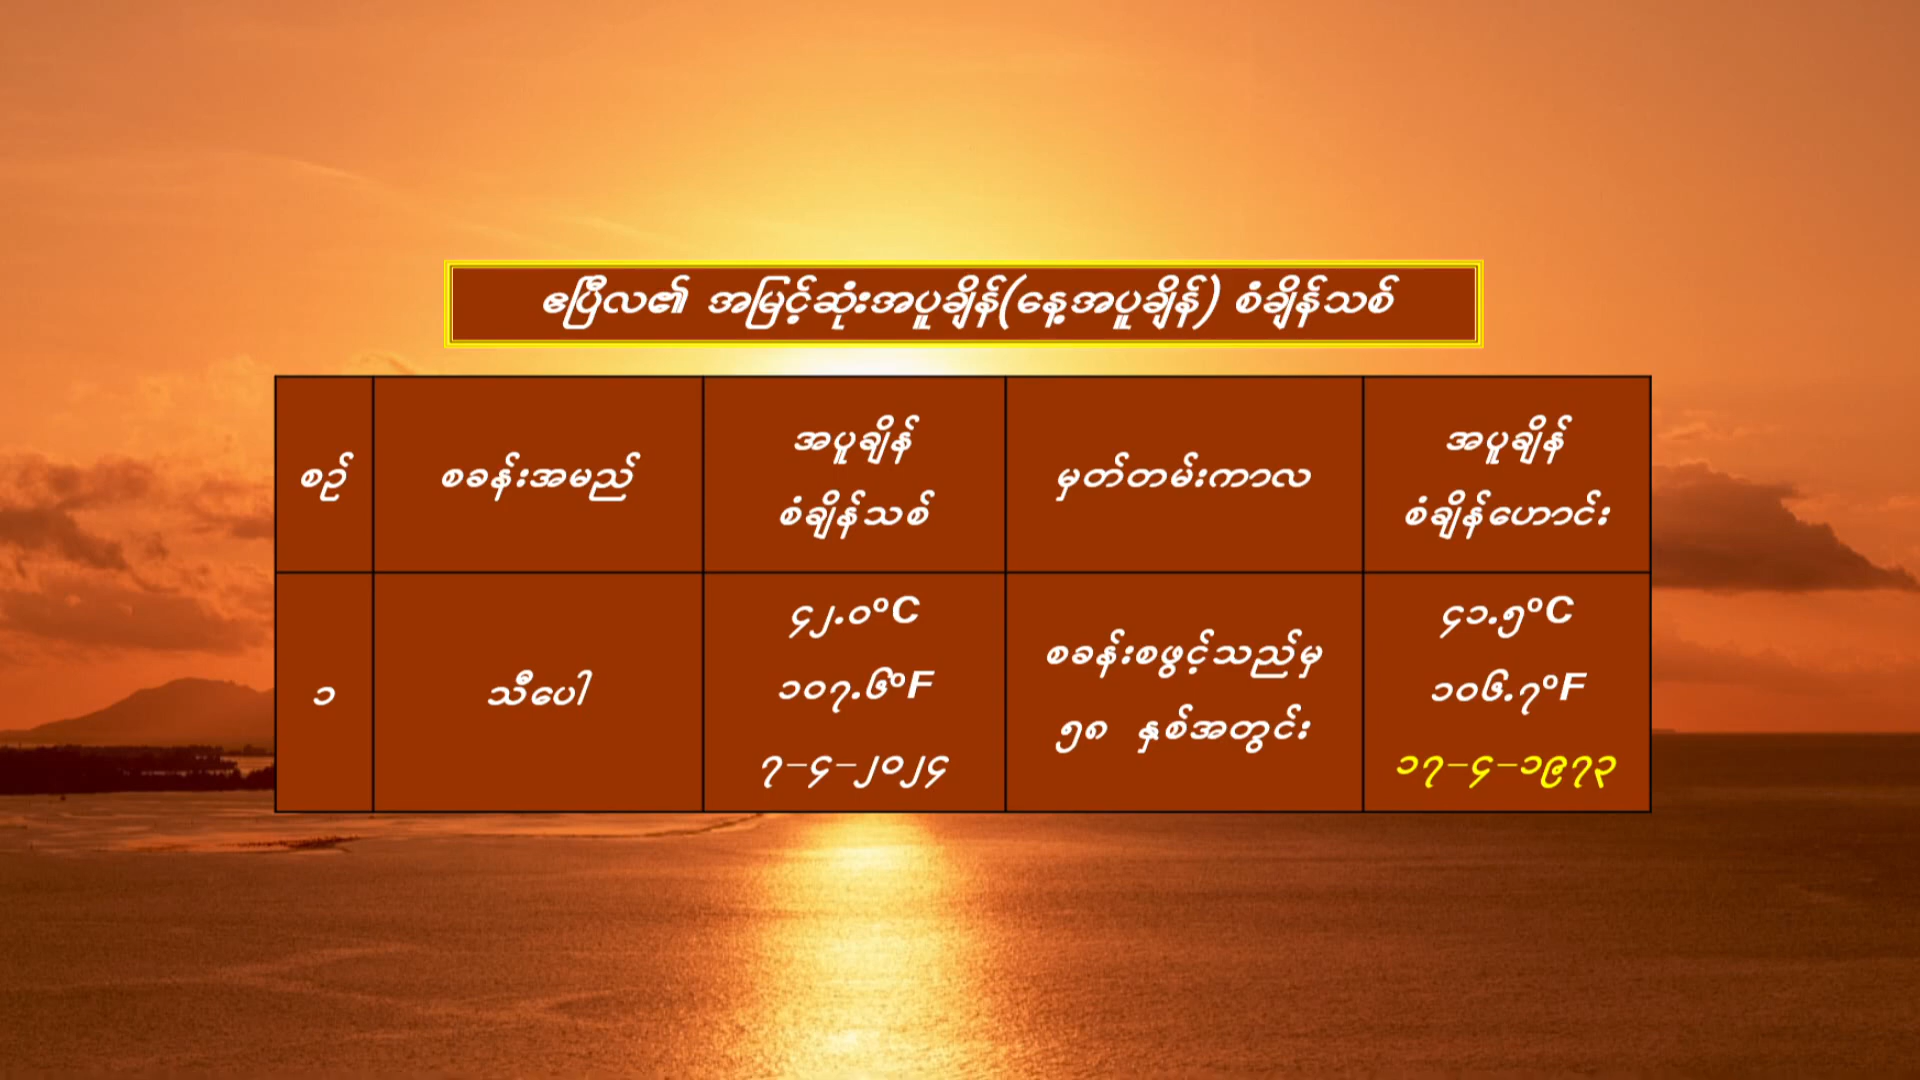 ဧပြီလ၏ အမြင့်ဆုံးအပူချိန်(နေ့အပူချိန်) စံချိန်သစ်
စဉ်
စခန်းအမည်
အပူချိန်
စံချိန်သစ်
မှတ်တမ်းကာလ
အပူချိန်
စံချိန်ဟောင်း
၁
သီပေါ
၄၂.၀°C
၁၀၇.၆°F
၇-၄-၂၀၂၄
စခန်းစဖွင့်သည်မှ
၅၈ နှစ်အတွင်း
၄၁.၅°C
၁၀၆.၇°F
၁၇-၄-၁၉၇၃